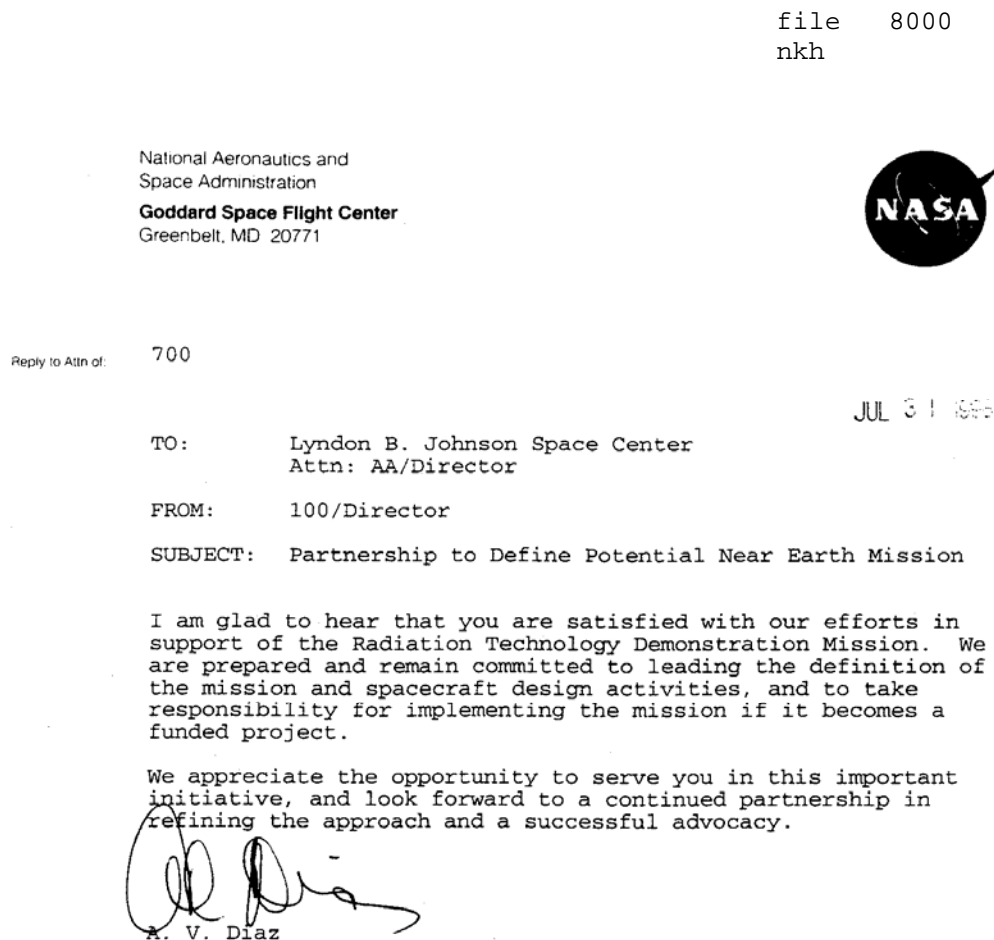 file 8000
nkh
National Aeronautics and
Space Administration
Goddard Space Flight Center
Greenbelt, MD 20771
NASA
Reply to Attn of:
700
JUL 31
TO: Lyndon B. Johnson Space Center
Attn: AA/Director
FROM: 100/Director
SUBJECT: Partnership to Define Potential Near Earth Mission
I am glad to hear that you are satisfied with our efforts in
support of the Radiation Technology Demonstration Mission. We
are prepared and remain committed to leading the definition of
the mission and spacecraft design activities, and to take
responsibility for implementing the mission if it becomes a
funded project.
We appreciate the opportunity to serve you in this important
initiative, and look forward to a continued partnership in
refining the approach and a successful advocacy.
A. V. Diaz